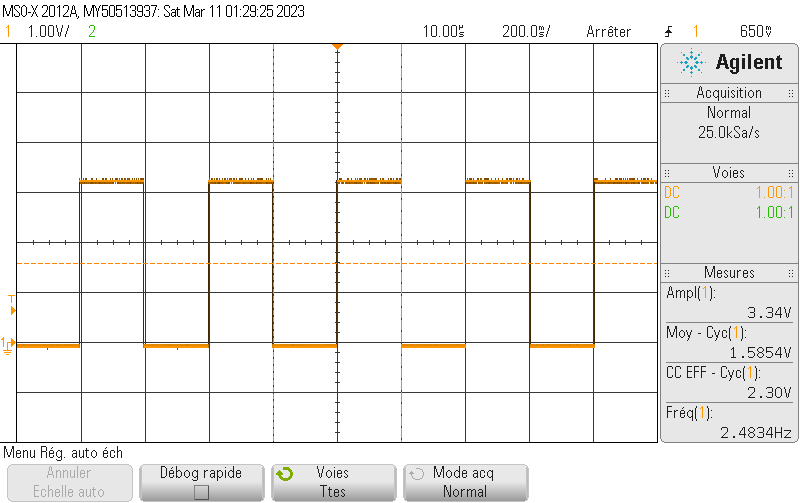 MSO-X 2012A, MY50513937: Sat Mar 11 01:29:25 2023
1 1.00V/ 2 10.00s 200.0s/ Arrêter 1 650V
Agilent
Acquisition
Normal
25.0kSa/s
Voies
DC 1.00:1
DC 1.00:1
Mesures
Ampl(1):
3.34V
Moy - Cyc(1):
1.5854V
CC EFF - Cyc(1):
2.30V
Fréq(1):
2.4834Hz
T
1
Menu Rég. auto éch
Annuler
Echelle auto
Débog rapide
Voies
Ttes
Mode acq
Normal